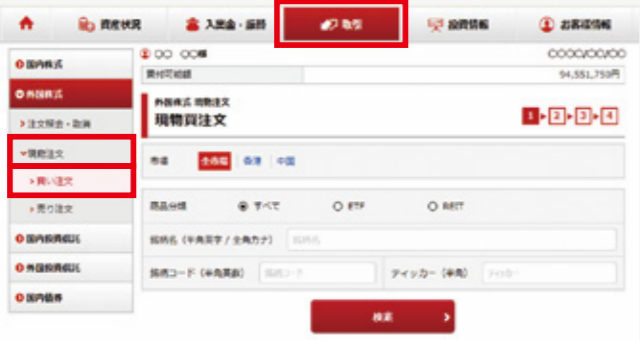 資産状況
入出金・振替
取引
投資情報
お客様情報
〇〇 〇〇様
〇〇〇〇/〇〇/〇〇
買付可能額
94,551,750円
国内株式
外国株式
注文照会・取消
現物注文
買い注文
売り注文
国内投資信託
外国投資信託
国内債券
外国株式 現物注文
現物買注文
1 2 3 4
市場 全市場 香港 中国
商品分類 すべて ETF REIT
銘柄名（半角英字 / 全角カナ） 銘柄名
銘柄コード（半角英数） 銘柄コード ティッカー（半角） ティッカー
検索